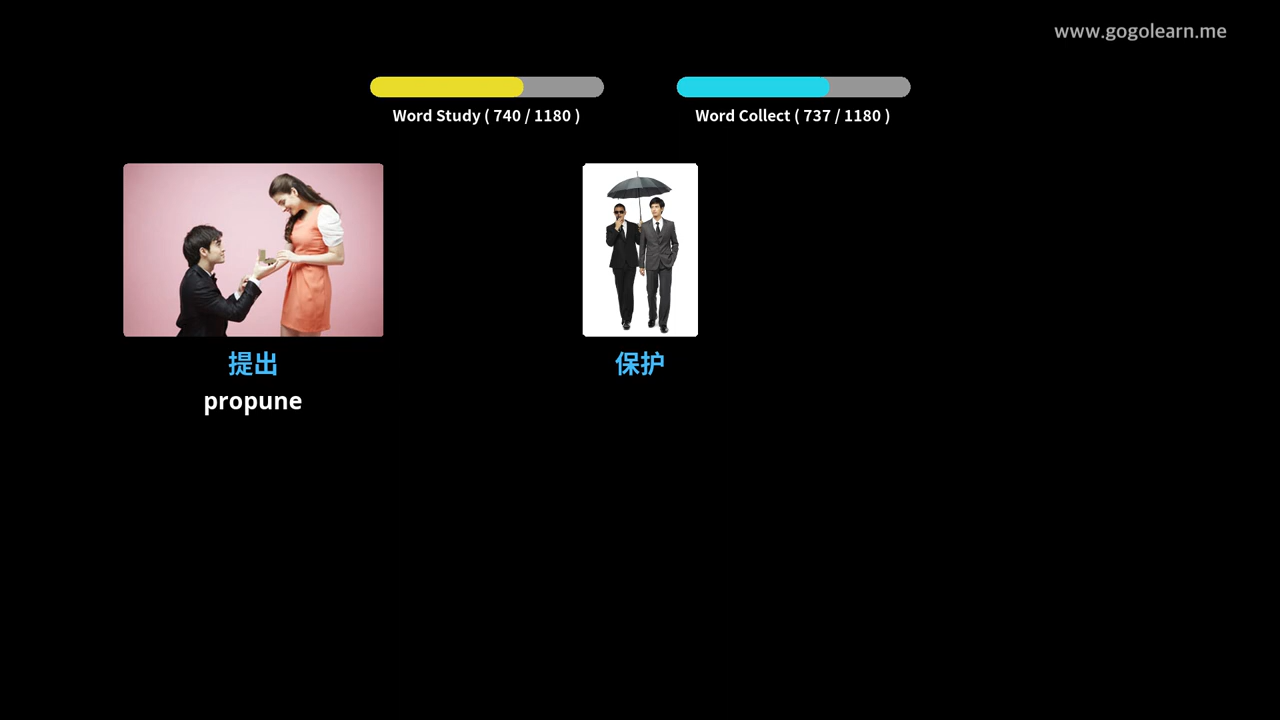 www.gogolearn.me
Word Study ( 740 / 1180 )
Word Collect ( 737 / 1180 )
提出
propune
保护